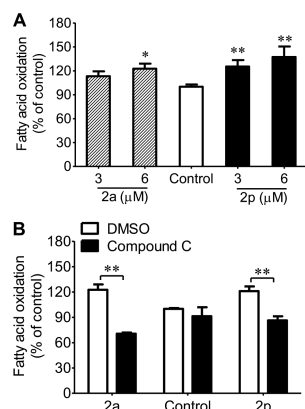 A
Fatty acid oxidation
(% of control)
180
150
120
90
60
30
0
* ** **
3 6 Control 3 6
2a (μM) 2p (μM)
B
DMSO
Compound C
Fatty acid oxidation
(% of control)
180
150
120
90
60
30
0
** **
2a Control 2p